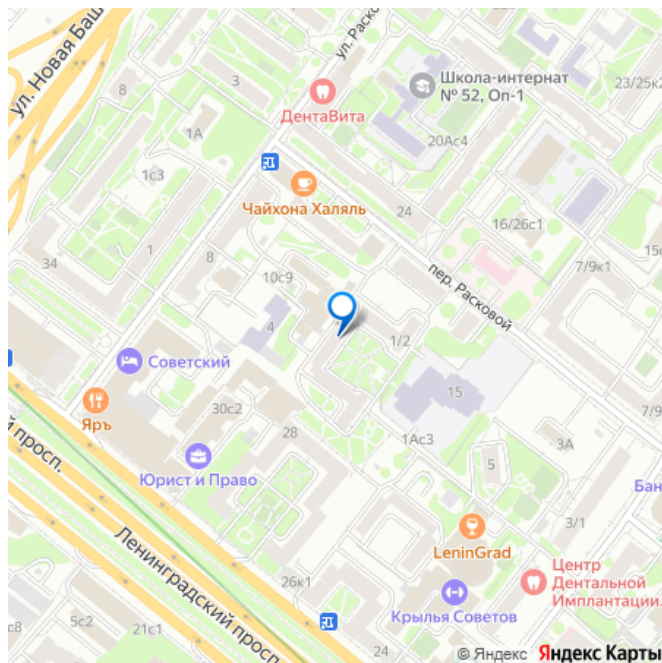 ул. Новая Баш
ул. Раско
8
3
ДентаВита
Школа-интернат
№ 52, Оп-1
23/25к2
1А
20Ас4
1с3
Чайхона Халяль
24
16/26с1
1
34
8
10с9
пер. Расковой
7/9к1
15с
4
1/2
Советский
15
Яръ
30с2
7/9
й просп.
28
1Ас3
3А
Юрист и Право
5
Бан
3/1
LeninGrad
Ленинградский просп.
26к1
Центр
Дентальной
Имплантации.
Крылья Советов
5с2
с8
21с1
24
© Яндекс Яндекс Карты